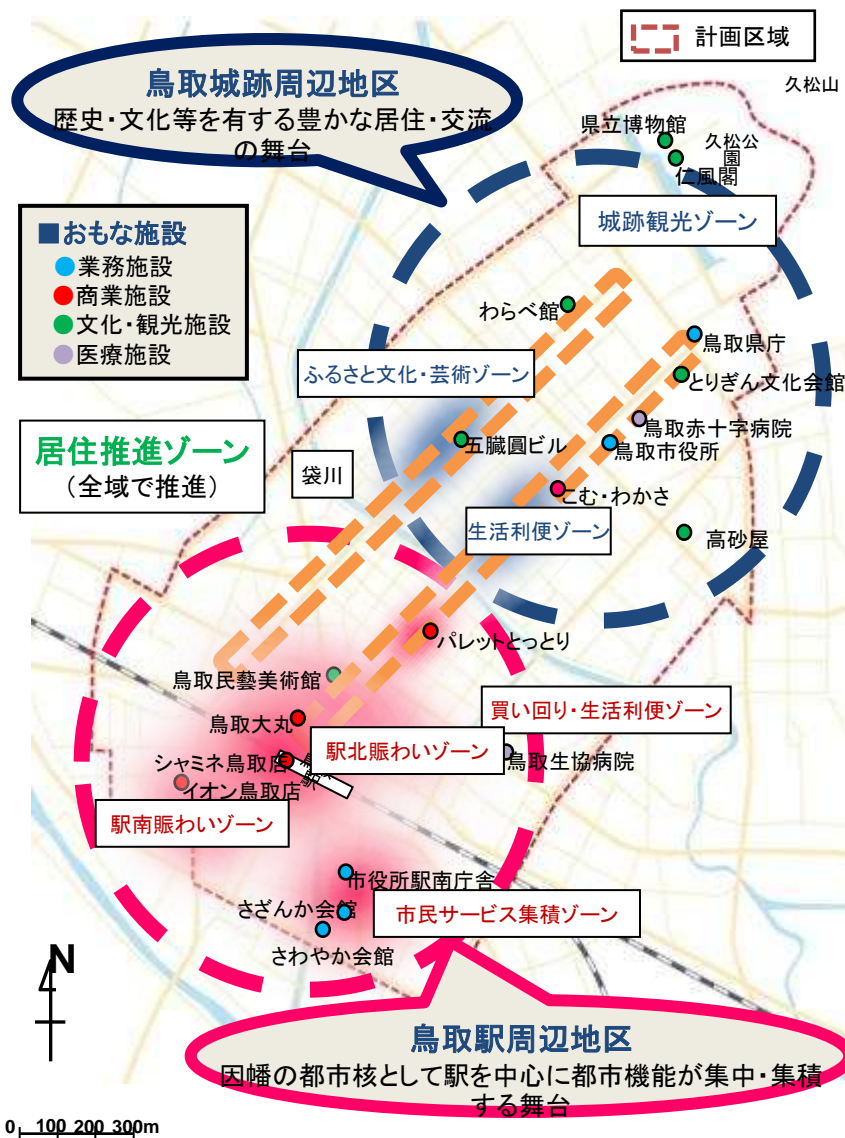 計画区域
久松山
鳥取城跡周辺地区
歴史・文化等を有する豊かな居住・交流
の舞台
県立博物館
久松公
園
仁風閣
城跡観光ゾーン
■おもな施設
業務施設
商業施設
文化・観光施設
医療施設
わらべ館
鳥取県庁
とりぎん文化会館
ふるさと文化・芸術ゾーン
鳥取赤十字病院
鳥取市役所
五臓圓ビル
居住推進ゾーン
(全域で推進)
袋川
こむ・わかさ
生活利便ゾーン
高砂屋
パレットとっとり
鳥取民藝美術館
買い回り・生活利便ゾーン
鳥取大丸
駅北賑わいゾーン
シャミネ鳥取店
鳥取生協病院
イオン鳥取店
駅南賑わいゾーン
市役所駅南庁舎
さざんか会館
市民サービス集積ゾーン
さわやか会館
N
鳥取駅周辺地区
因幡の都市核として駅を中心に都市機能が集中・集積
する舞台
0 100 200 300m